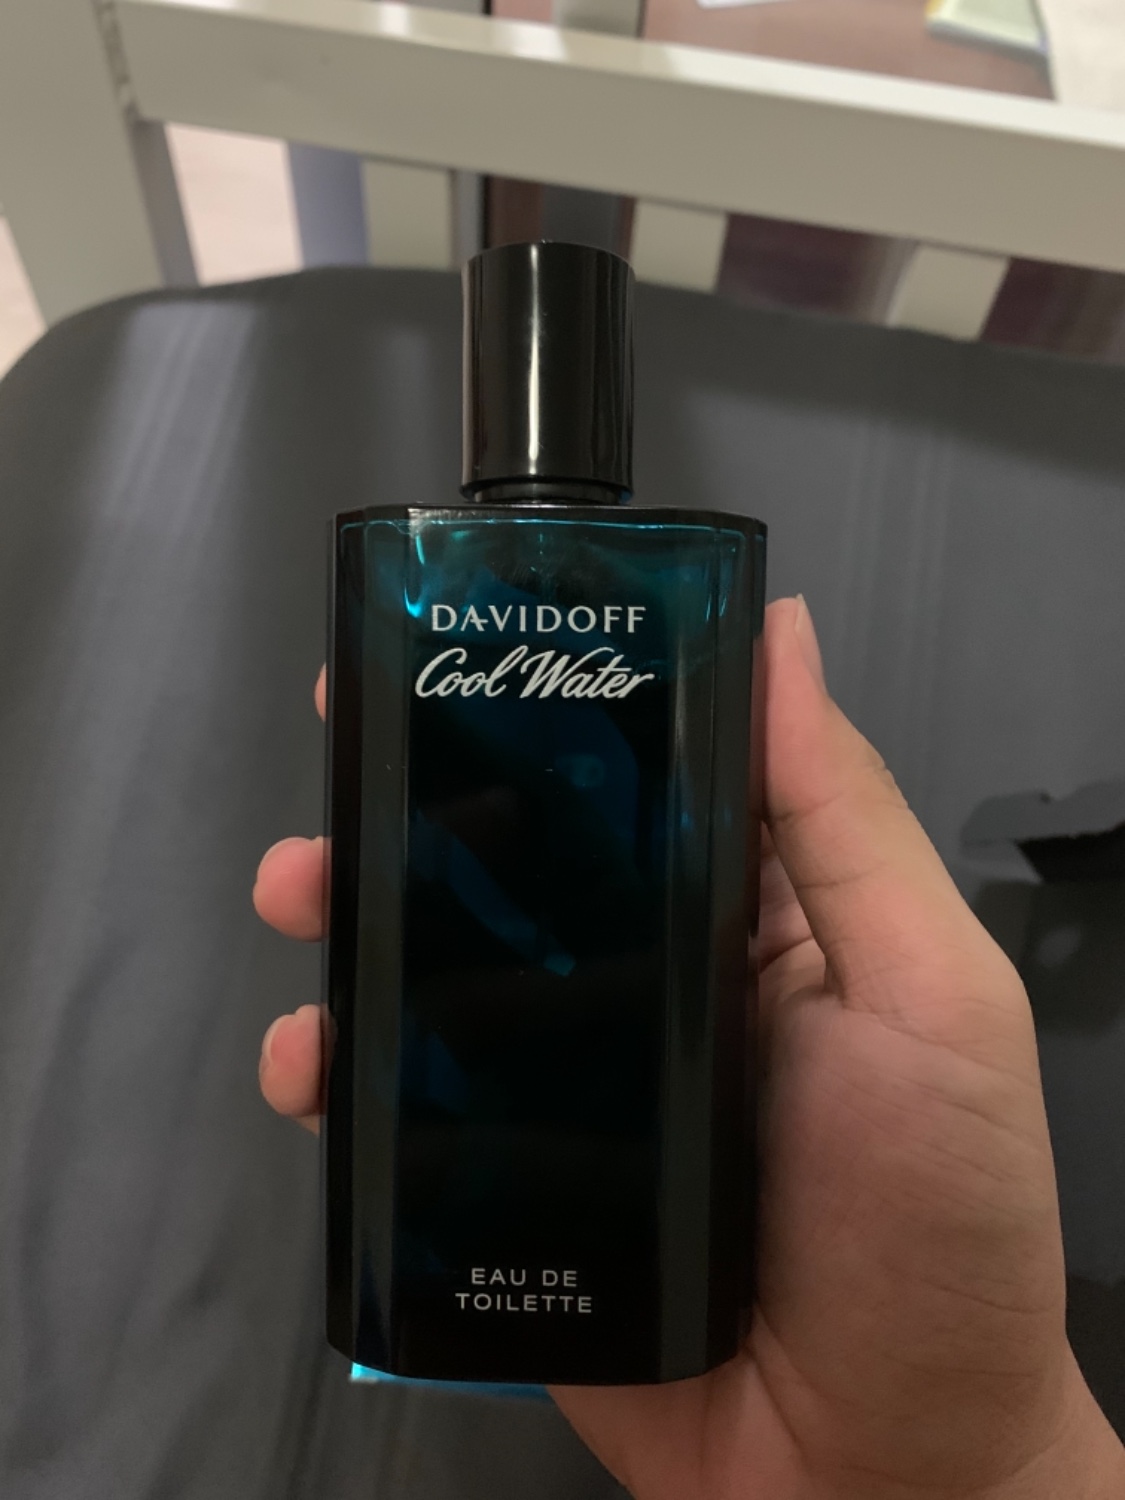 DAVIDOFF
Cool Water
EAU DE
TOILETTE